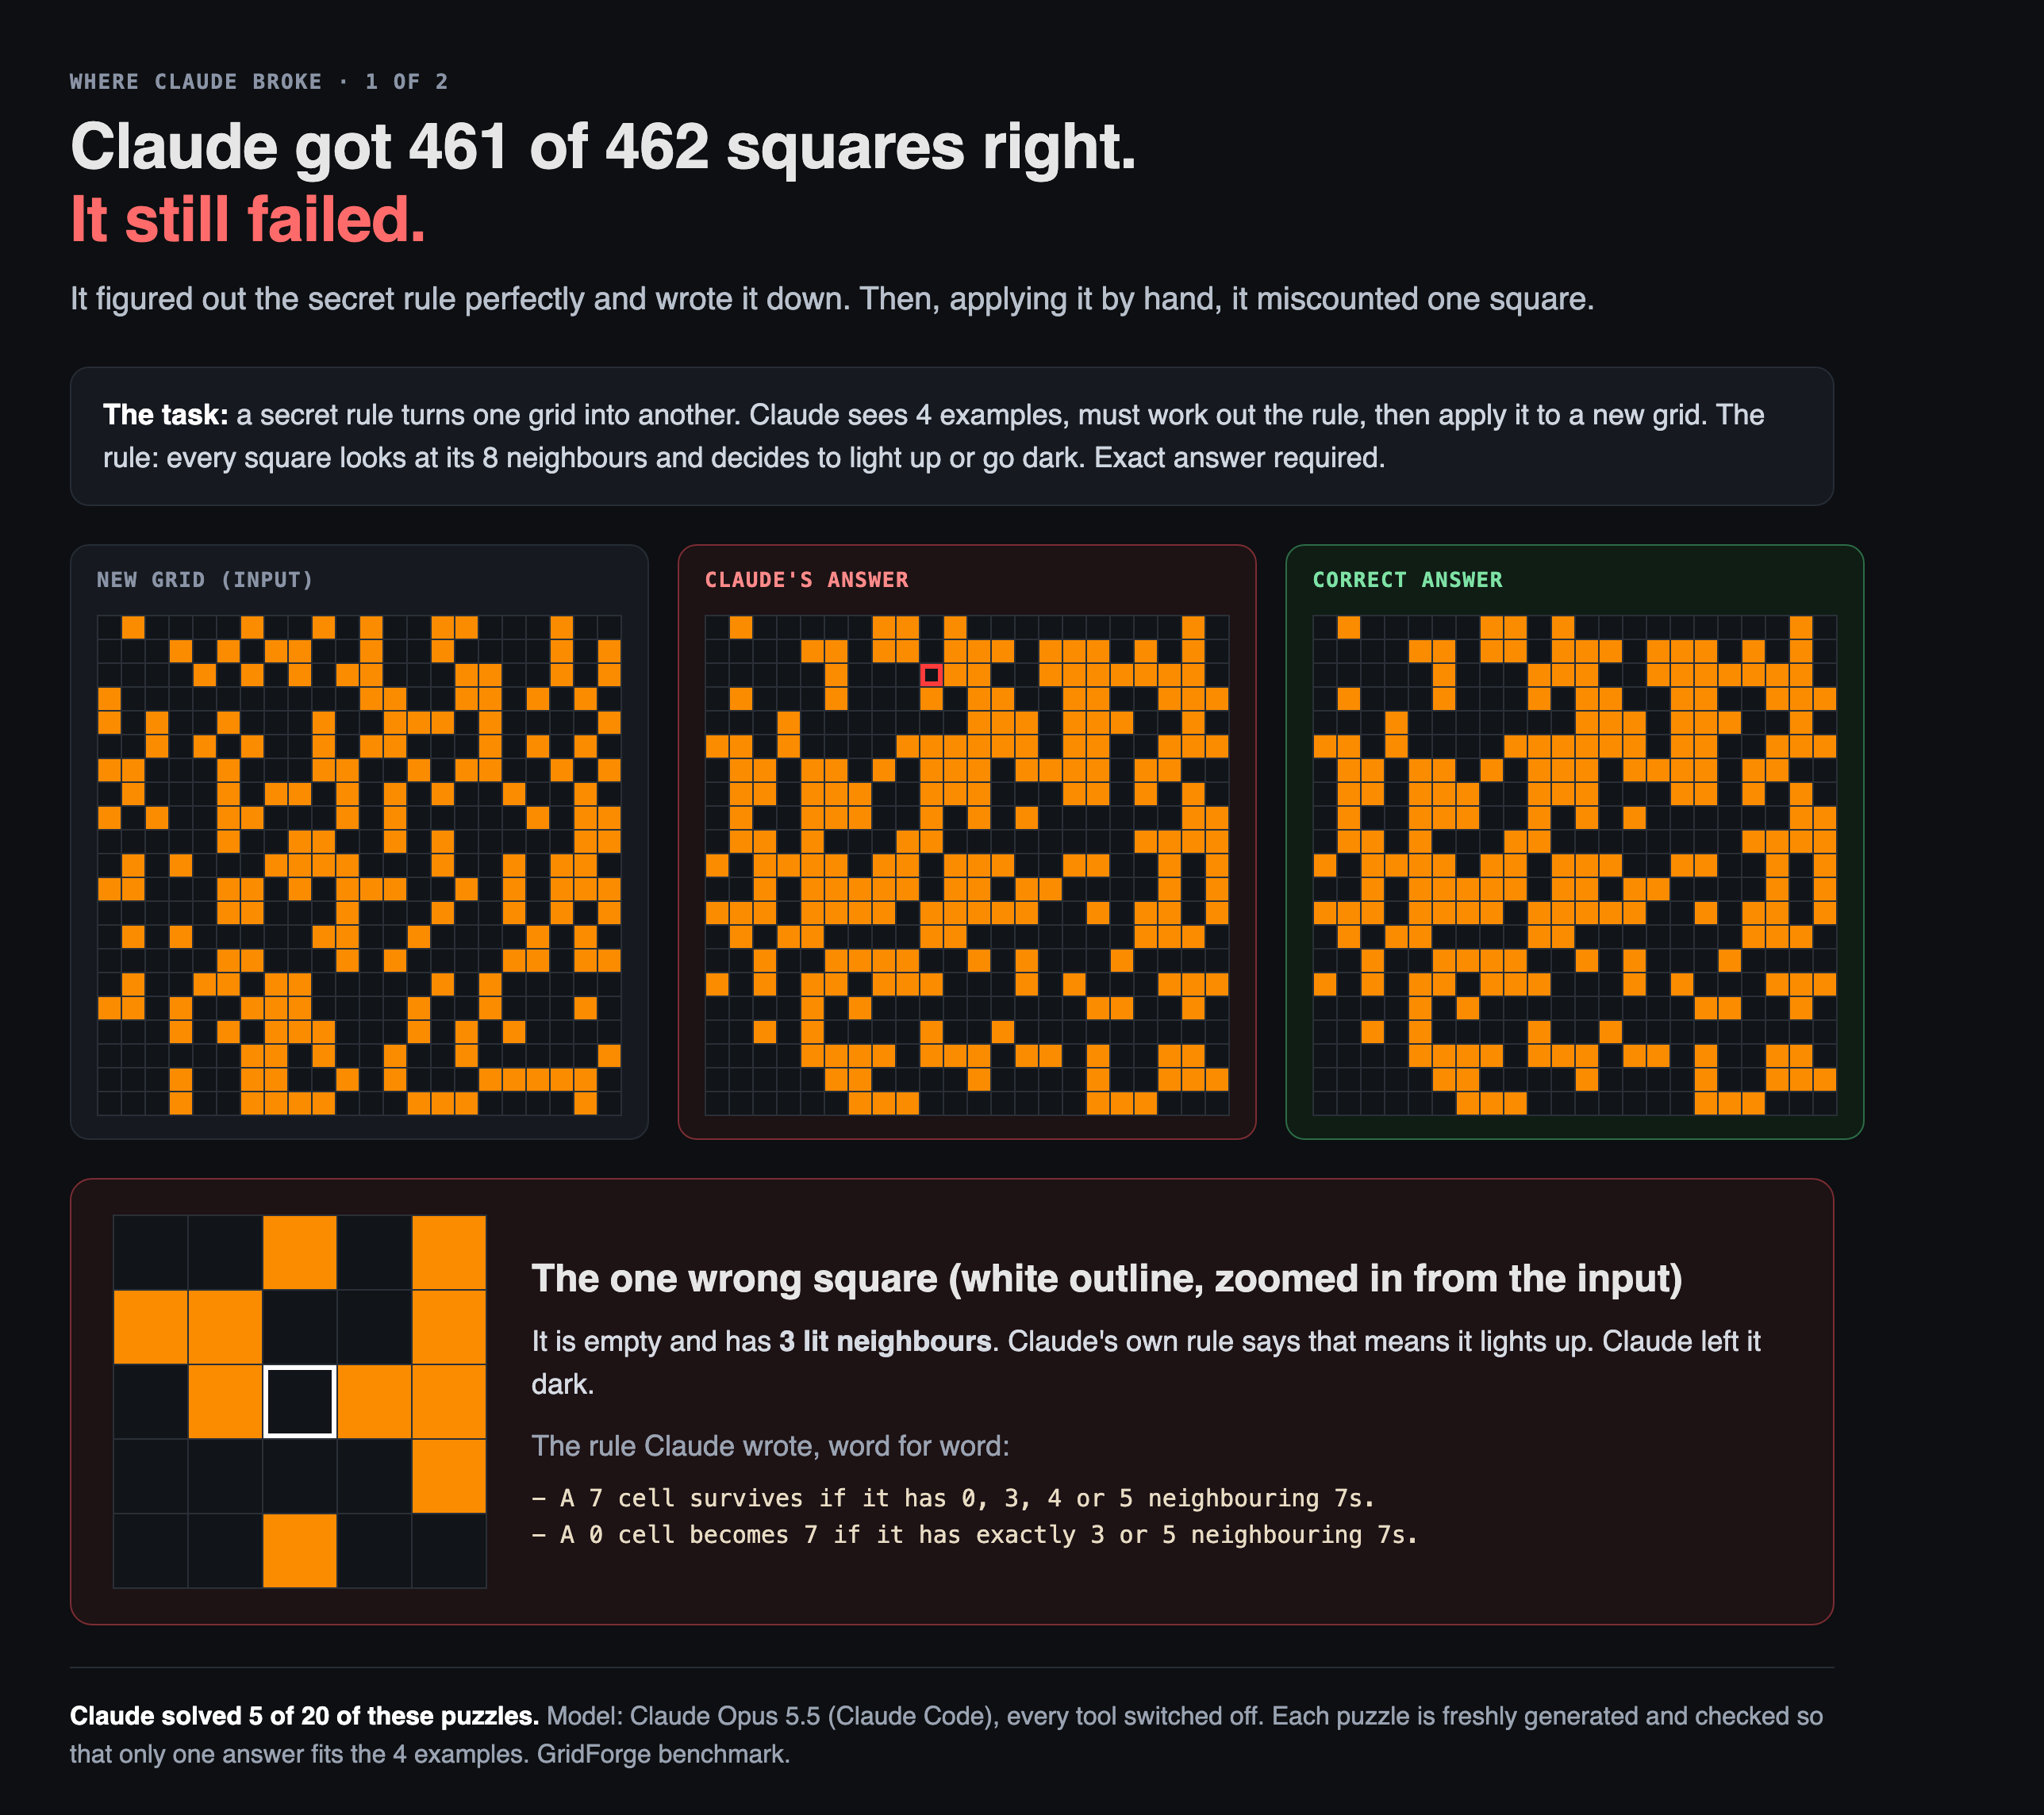 WHERE CLAUDE BROKE · 1 OF 2
Claude got 461 of 462 squares right.
It still failed.
It figured out the secret rule perfectly and wrote it down. Then, applying it by hand, it miscounted one square.
The task: a secret rule turns one grid into another. Claude sees 4 examples, must work out the rule, then apply it to a new grid. The
rule: every square looks at its 8 neighbours and decides to light up or go dark. Exact answer required.
NEW GRID (INPUT)
CLAUDE'S ANSWER
CORRECT ANSWER
The one wrong square (white outline, zoomed in from the input)
It is empty and has 3 lit neighbours. Claude's own rule says that means it lights up. Claude left it
dark.
The rule Claude wrote, word for word:
– A 7 cell survives if it has 0, 3, 4 or 5 neighbouring 7s.
– A 0 cell becomes 7 if it has exactly 3 or 5 neighbouring 7s.
Claude solved 5 of 20 of these puzzles. Model: Claude Opus 5.5 (Claude Code), every tool switched off. Each puzzle is freshly generated and checked so
that only one answer fits the 4 examples. GridForge benchmark.